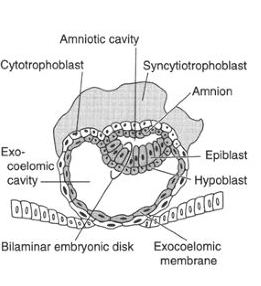 Amniotic cavity
Cytotrophoblast
Syncytiotrophoblast
Amnion
Exo-
coelomic
cavity
Epiblast
Hypoblast
Bilaminar embryonic disk
Exocoelomic
membrane